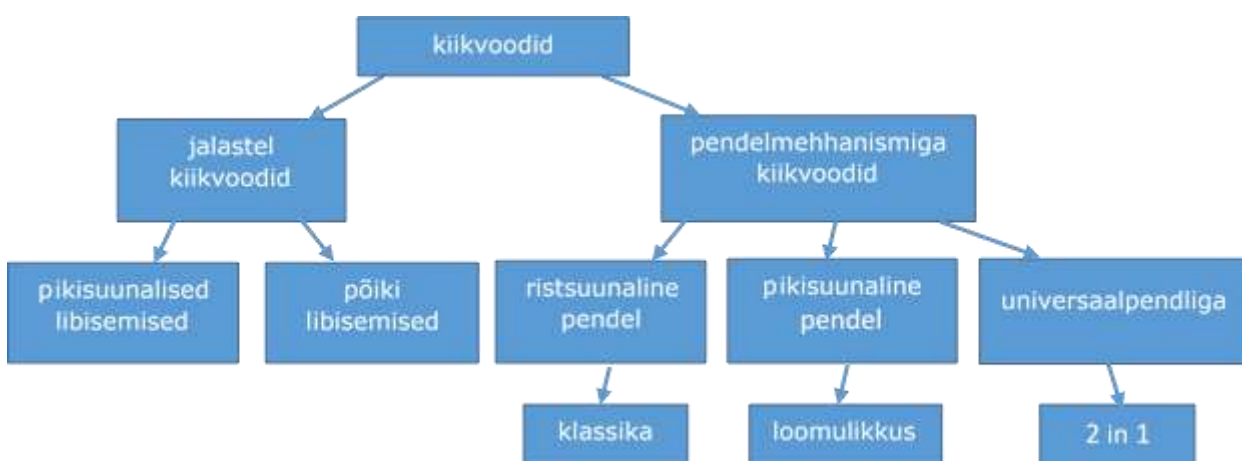 kiikvoodid
jalastel
kiikvoodid
pendelmehhanismiga
kiikvoodid
pikisuunalised
libisemised
põiki
libisemised
ristsuunaline
pendel
pikisuunaline
pendel
universaalpendliga
klassika
loomulikkus
2 in 1